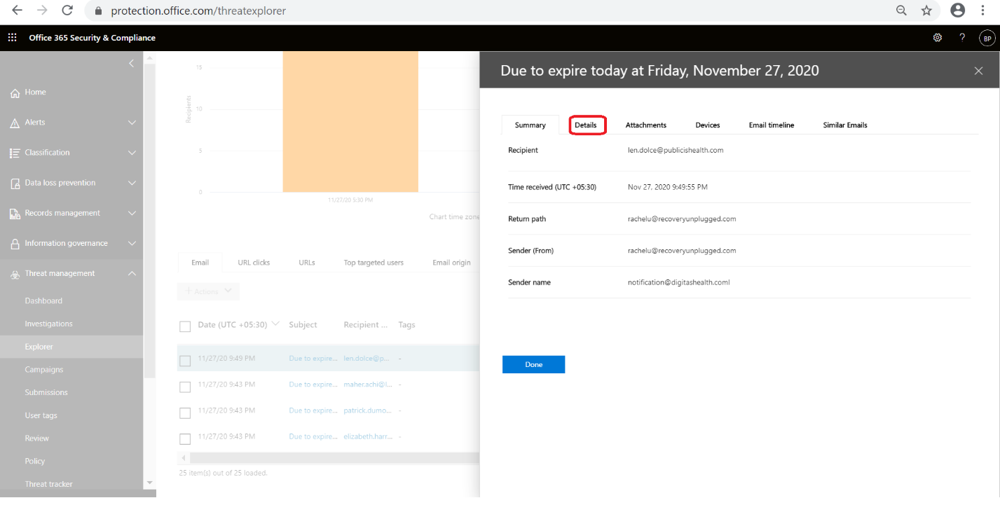 protection.office.com/threatexplorer
Office 365 Security & Compliance
BP
Home
Alerts
Classification
Data loss prevention
Records management
Information governance
Threat management
Dashboard
Investigations
Explorer
Campaigns
Submissions
User tags
Review
Policy
Threat tracker
15
10
5
0
Recipients
11/27/20 5:30 PM
Chart time zone
Email URL clicks URLs Top targeted users Email origin
+ Actions
Date (UTC +05:30) Subject Recipient ... Tags
11/27/20 9:49 PM Due to expire... len.dolce@p... -
11/27/20 9:43 PM Due to expire... maher.achi@l... -
11/27/20 9:43 PM Due to expire... patrick.dumo... -
11/27/20 9:43 PM Due to expire... elizabeth.harr... -
25 item(s) out of 25 loaded.
Due to expire today at Friday, November 27, 2020
Summary Details Attachments Devices Email timeline Similar Emails
Recipient len.dolce@publicishealth.com
Time received (UTC +05:30) Nov 27, 2020 9:49:55 PM
Return path rachelu@recoveryunplugged.com
Sender (From) rachelu@recoveryunplugged.com
Sender name notification@digitashealth.coml
Done